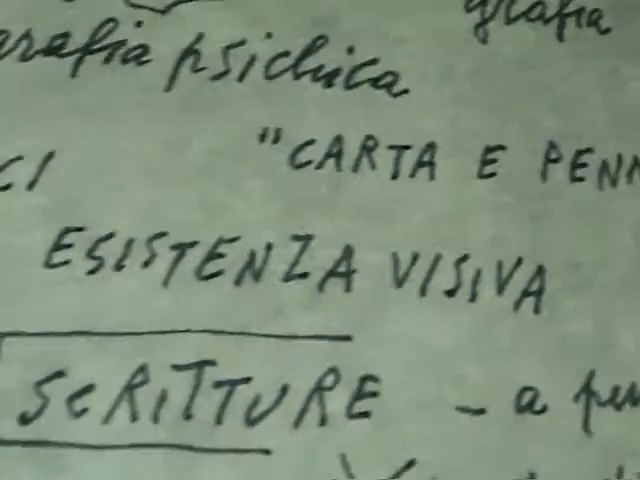 grafia
grafia psichica
"CARTA E PENN
ESISTENZA VISIVA
SCRITTURE - a